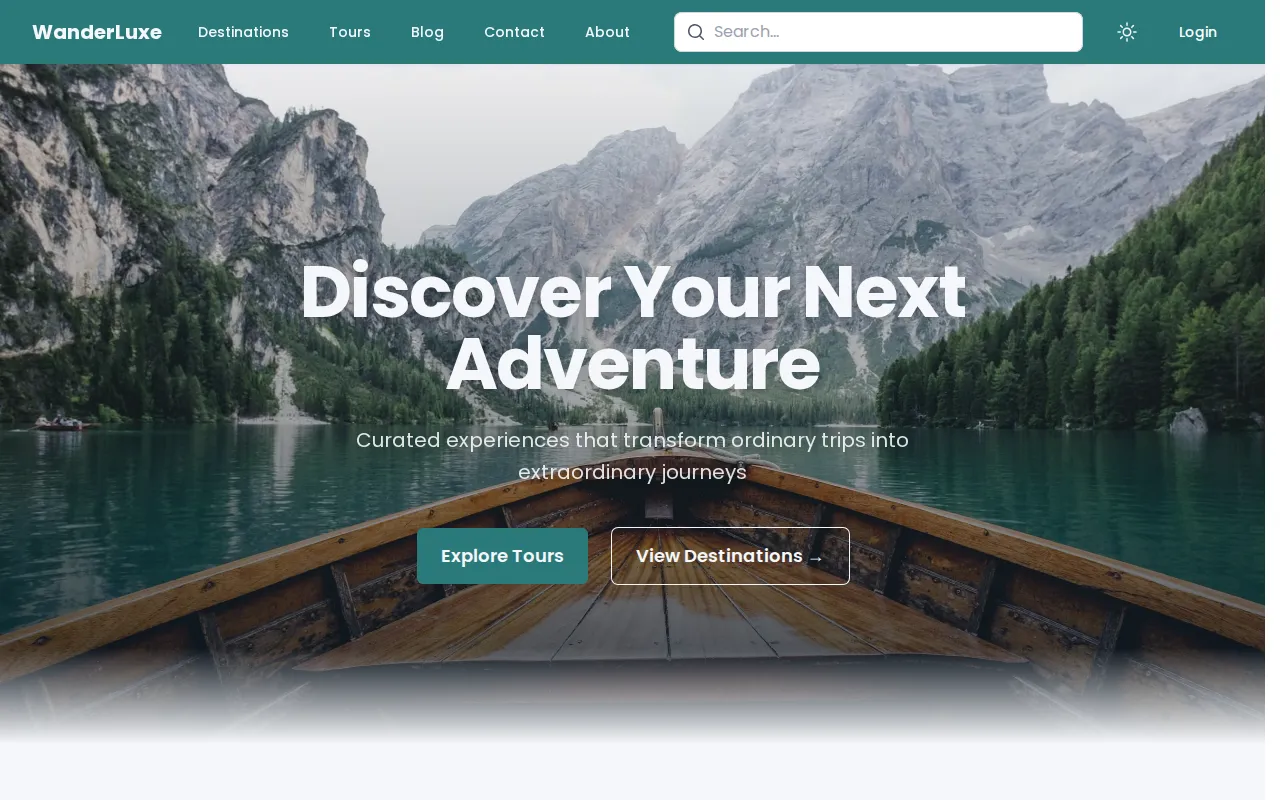 WanderLuxe
Destinations
Tours
Blog
Contact
About
Search...
Login
Discover Your Next
Adventure
Curated experiences that transform ordinary trips into
extraordinary journeys
Explore Tours
View Destinations →